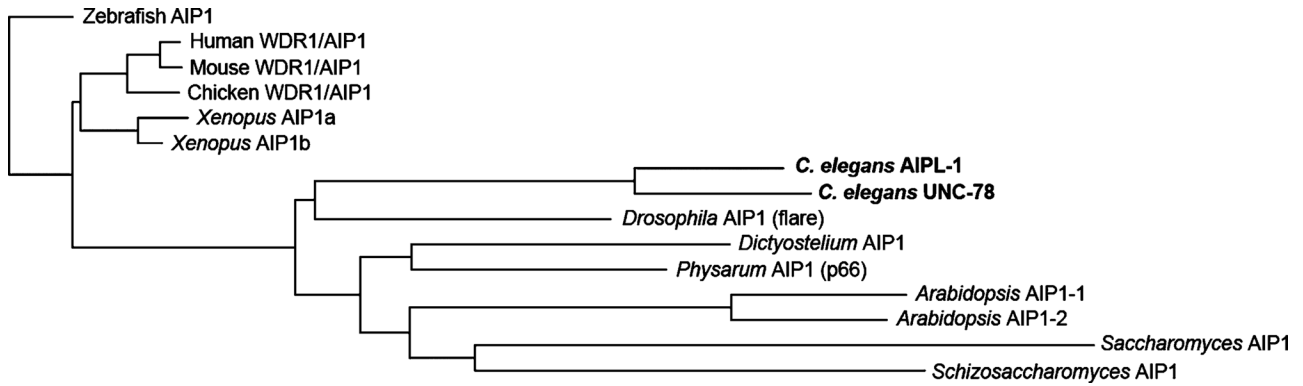 Zebrafish AIP1
Human WDR1/AIP1
Mouse WDR1/AIP1
Chicken WDR1/AIP1
Xenopus AIP1a
Xenopus AIP1b
C. elegans AIPL-1
C. elegans UNC-78
Drosophila AIP1 (flare)
Dictyostelium AIP1
Physarum AIP1 (p66)
Arabidopsis AIP1-1
Arabidopsis AIP1-2
Saccharomyces AIP1
Schizosaccharomyces AIP1